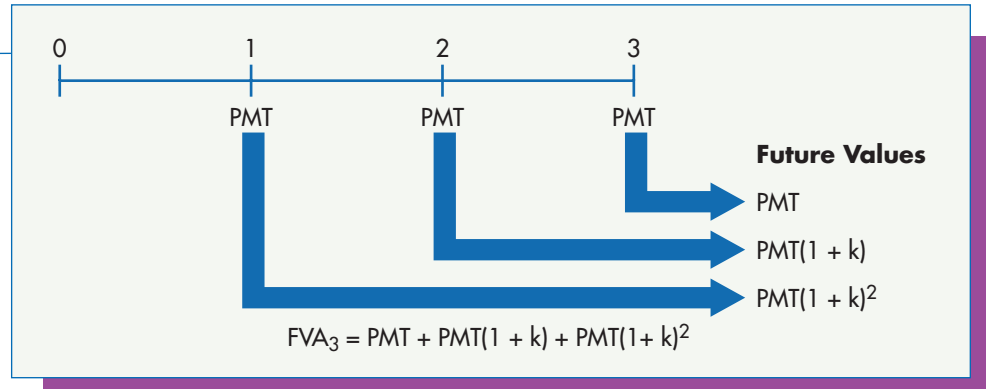 0 1 2 3
PMT PMT PMT
Future Values
PMT
PMT(1 + k)
PMT(1 + k)²
FVA₃ = PMT + PMT(1 + k) + PMT(1+ k)²